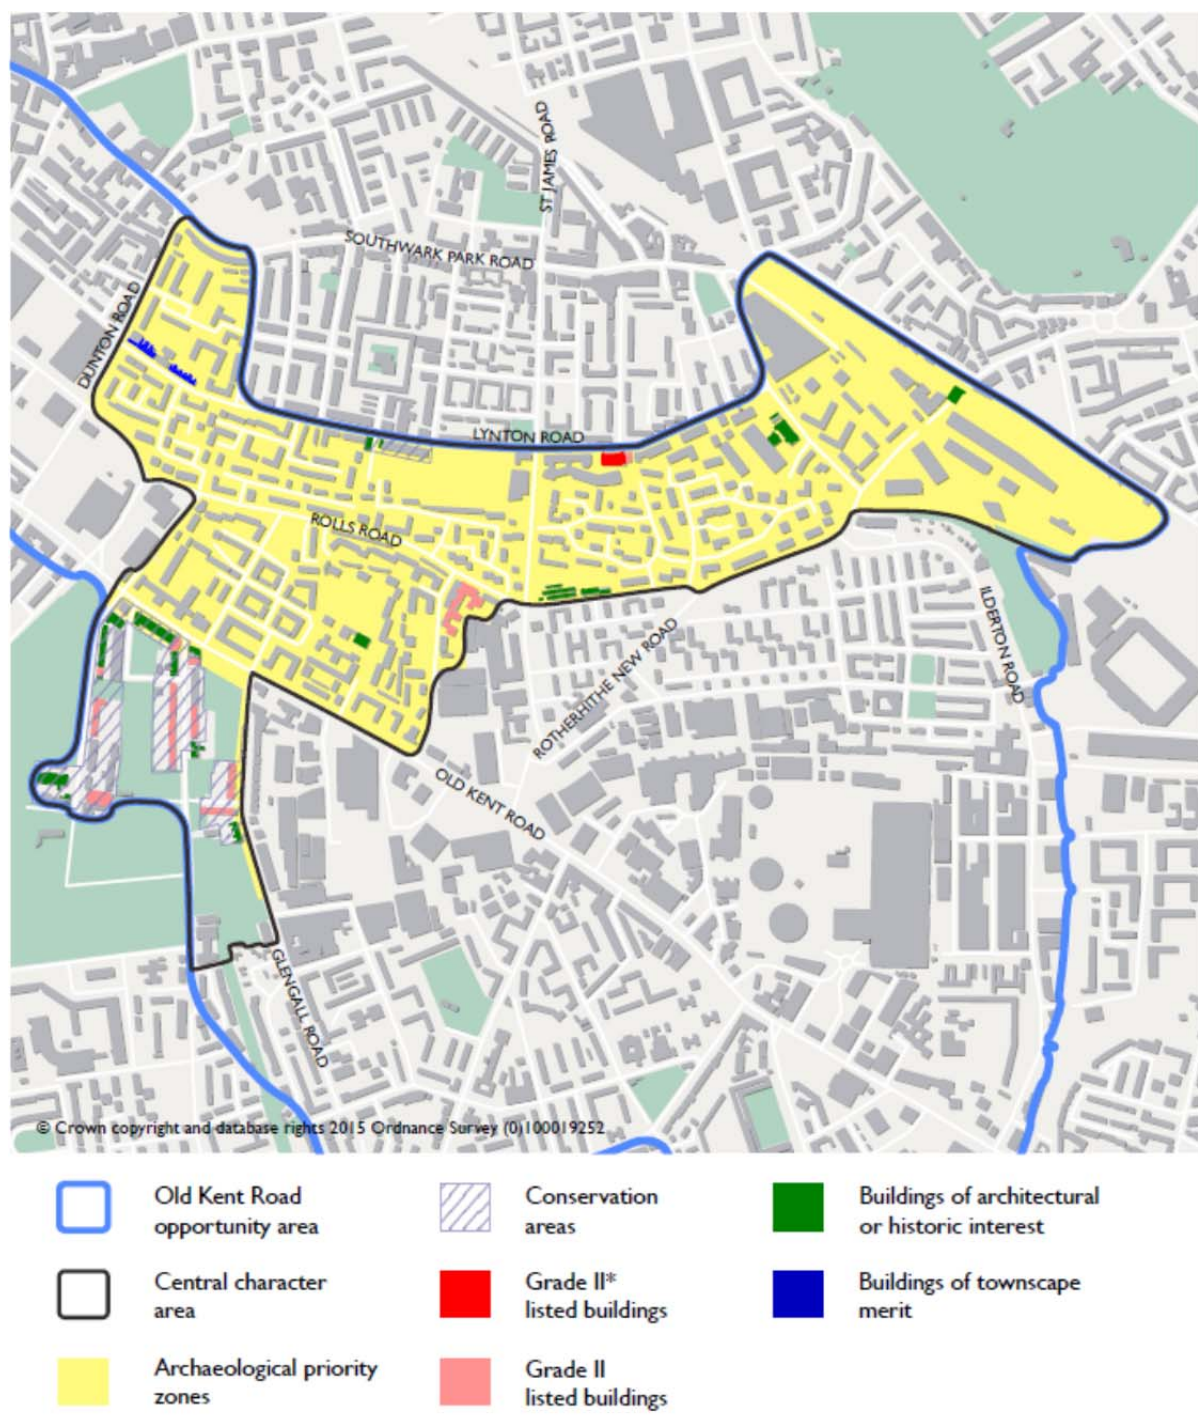 ST JAMES ROAD
SOUTHWARK PARK ROAD
DUNTON ROAD
LYNTON ROAD
ROLLS ROAD
ILDERTON ROAD
ROTHERHITHE NEW ROAD
OLD KENT ROAD
GLENGALL ROAD
© Crown copyright and database rights 2015 Ordnance Survey (0)100019252
Old Kent Road
opportunity area
Central character
area
Archaeological priority
zones
Conservation
areas
Grade II*
listed buildings
Grade II
listed buildings
Buildings of architectural
or historic interest
Buildings of townscape
merit